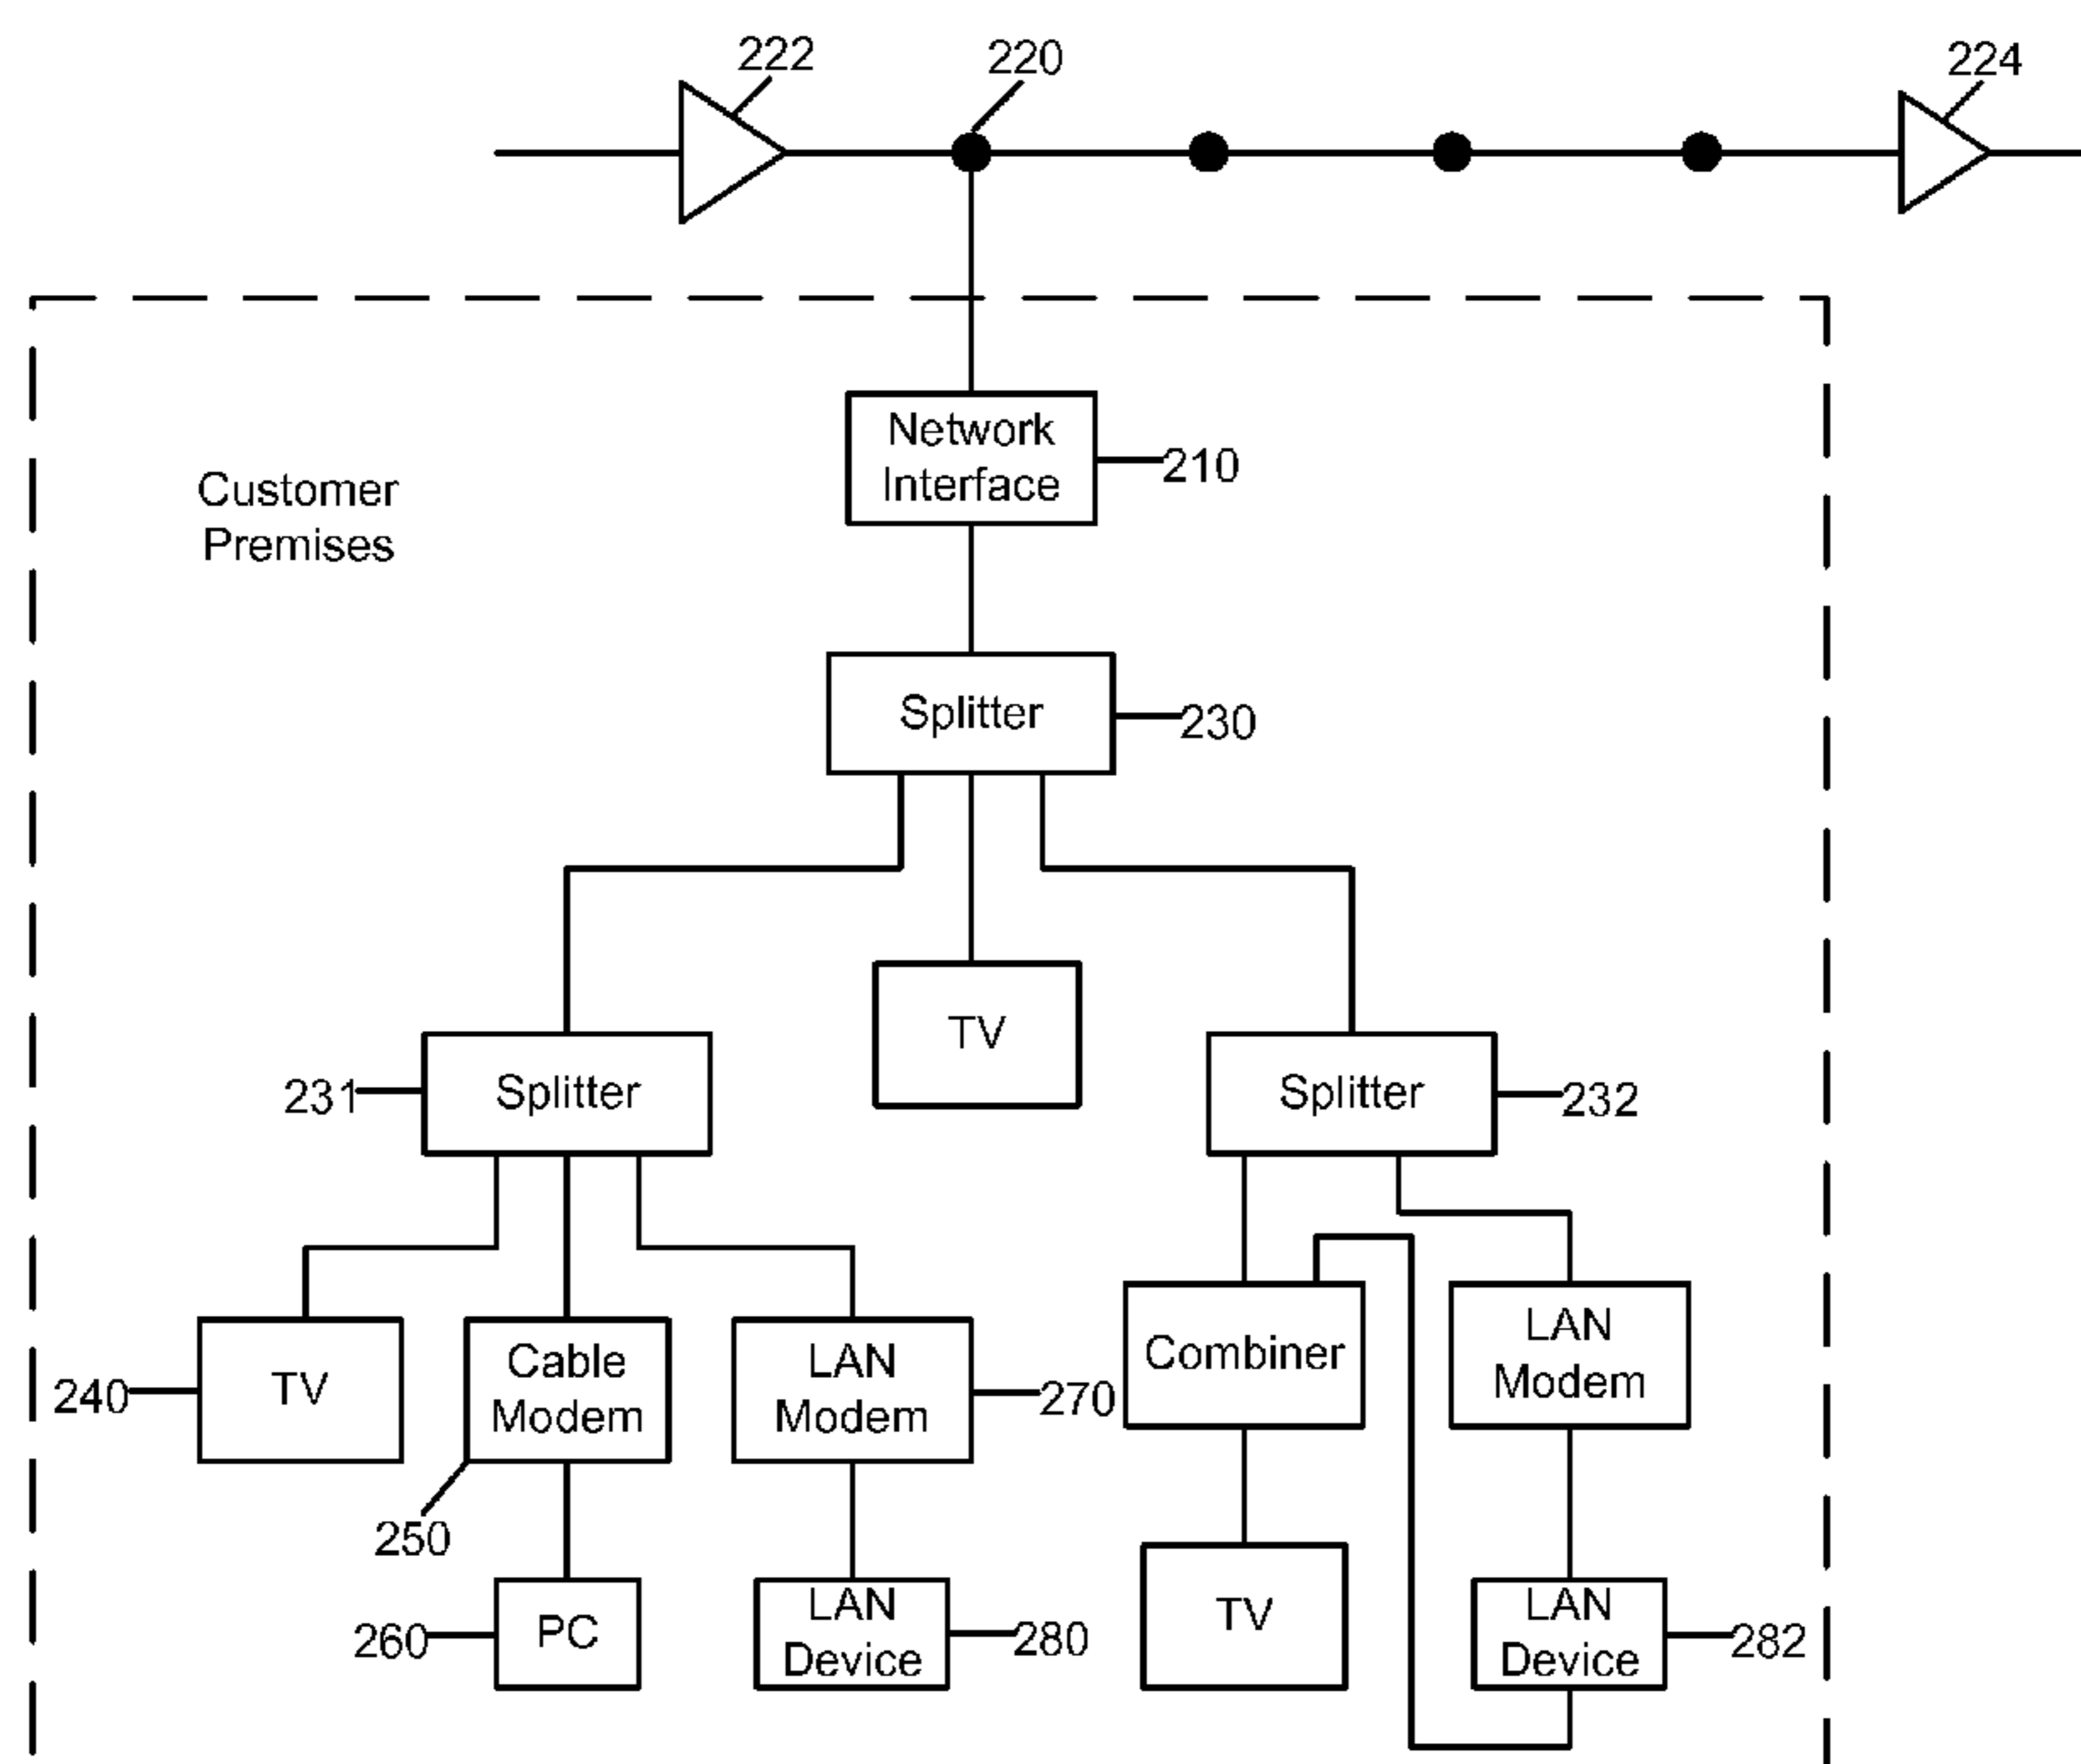 222
220
224
Network
Interface
210
Customer
Premises
Splitter
230
TV
231
Splitter
Splitter
232
240
TV
Cable
Modem
LAN
Modem
270
Combiner
LAN
Modem
250
260
PC
LAN
Device
280
TV
LAN
Device
282